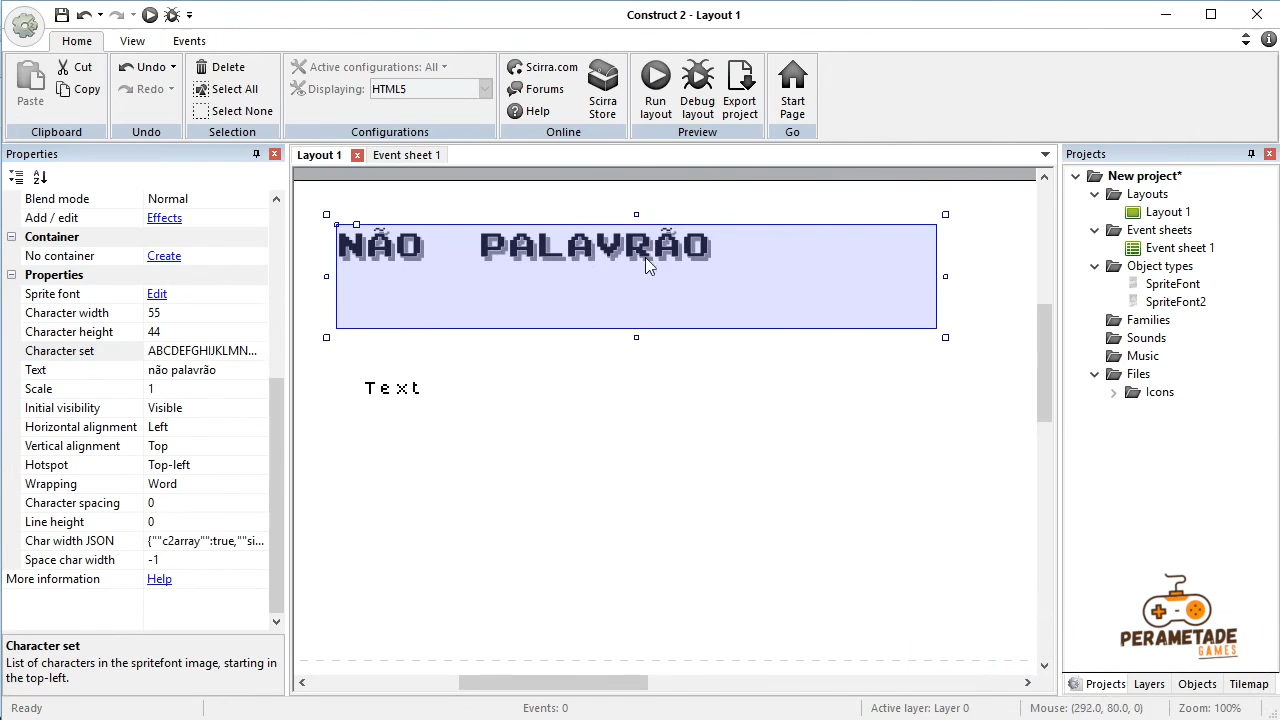 Construct 2 - Layout 1
Home View Events
Paste
Cut
Copy
Clipboard
Undo
Redo
Undo
Delete
Select All
Select None
Selection
Active configurations: All
Displaying: HTML5
Configurations
Scirra.com
Forums
Help
Scirra
Store
Online
Run
layout
Debug
layout
Export
project
Preview
Start
Page
Go
Properties
Blend mode Normal
Add / edit Effects
Container
No container Create
Properties
Sprite font Edit
Character width 55
Character height 44
Character set ABCDEFGHIJKLMN...
Text não palavrão
Scale 1
Initial visibility Visible
Horizontal alignment Left
Vertical alignment Top
Hotspot Top-left
Wrapping Word
Character spacing 0
Line height 0
Char width JSON {""c2array"":true,""si...
Space char width -1
More information Help
Character set
List of characters in the spritefont image, starting in
the top-left.
Layout 1 Event sheet 1
NÃO PALAVRÃO
Text
Projects
New project*
Layouts
Layout 1
Event sheets
Event sheet 1
Object types
SpriteFont
SpriteFont2
Families
Sounds
Music
Files
Icons
PERAMETADE
GAMES
Projects Layers Objects Tilemap
Ready Events: 0 Active layer: Layer 0 Mouse: (292.0, 80.0, 0) Zoom: 100%